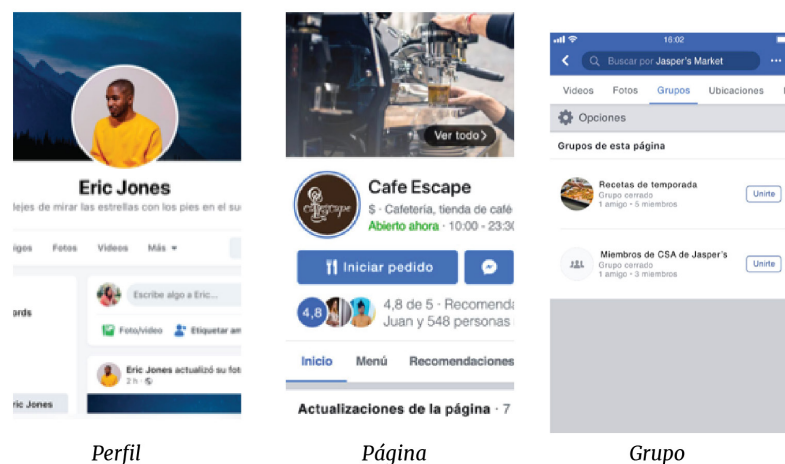 Eric Jones
lejes de mirar las estrellas con los pies en el su
igos Fotos Videos Más
Escribe algo a Eric...
ords
Foto/video Etiquetar am
Eric Jones actualizó su fot
2 h
ric Jones
Perfil
Ver todo
Cafe Escape
$ · Cafetería, tienda de café
Abierto ahora · 10:00 - 23:30
Iniciar pedido
4,8 4,8 de 5 · Recomenda
Juan y 548 personas
Inicio Menú Recomendaciones
Actualizaciones de la página · 7
Página
16:02
Buscar por Jasper's Market
Videos Fotos Grupos Ubicaciones
Opciones
Grupos de esta página
Recetas de temporada
Grupo cerrado
1 amigo • 5 miembros
Unirte
Miembros de CSA de Jasper's
Grupo cerrado
1 amigo • 3 miembros
Unirte
Grupo